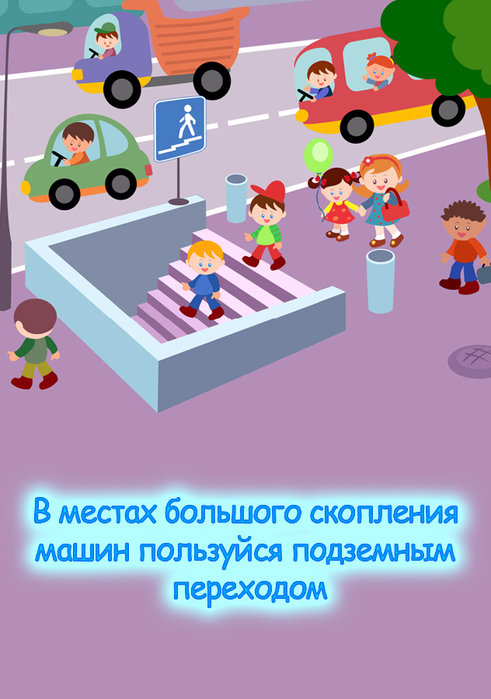 В местах большого скопления
машин пользуйся подземным
переходом